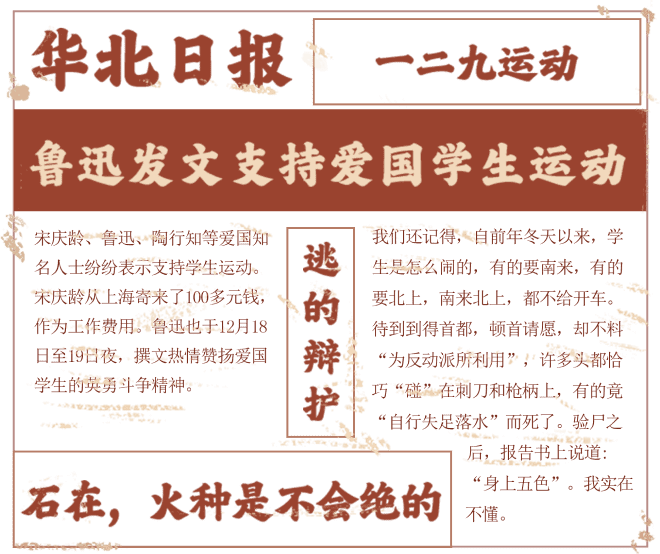 华北日报
一二九运动
鲁迅发文支持爱国学生运动
宋庆龄、鲁迅、陶行知等爱国知
名人士纷纷表示支持学生运动。
宋庆龄从上海寄来了100多元钱，
作为工作费用。鲁迅也于12月18
日至19日夜，撰文热情赞扬爱国
学生的英勇斗争精神。
逃的辩护
我们还记得，自前年冬天以来，学
生是怎么闹的，有的要南来，有的
要北上，南来北上，都不给开车。
待到到得首都，顿首请愿，却不料
“为反动派所利用”，许多头都恰
巧“碰”在刺刀和枪柄上，有的竟
“自行失足落水”而死了。验尸之
后，报告书上说道：
“身上五色”。我实在
不懂。
石在，火种是不会绝的